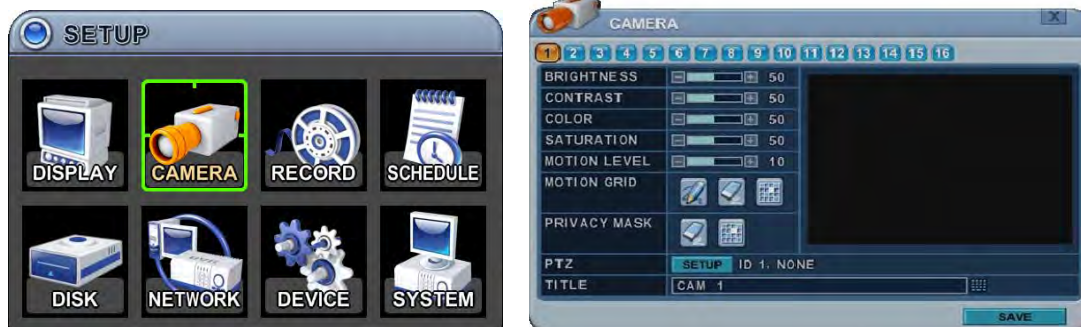 SETUP
DISPLAY
CAMERA
RECORD
SCHEDULE
DISK
NETWORK
DEVICE
SYSTEM
CAMERA
X
1 2 3 4 5 6 7 8 9 10 11 12 13 14 15 16
BRIGHTNESS 50
CONTRAST 50
COLOR 50
SATURATION 50
MOTION LEVEL 10
MOTION GRID
PRIVACY MASK
PTZ SETUP ID 1, NONE
TITLE CAM 1
SAVE